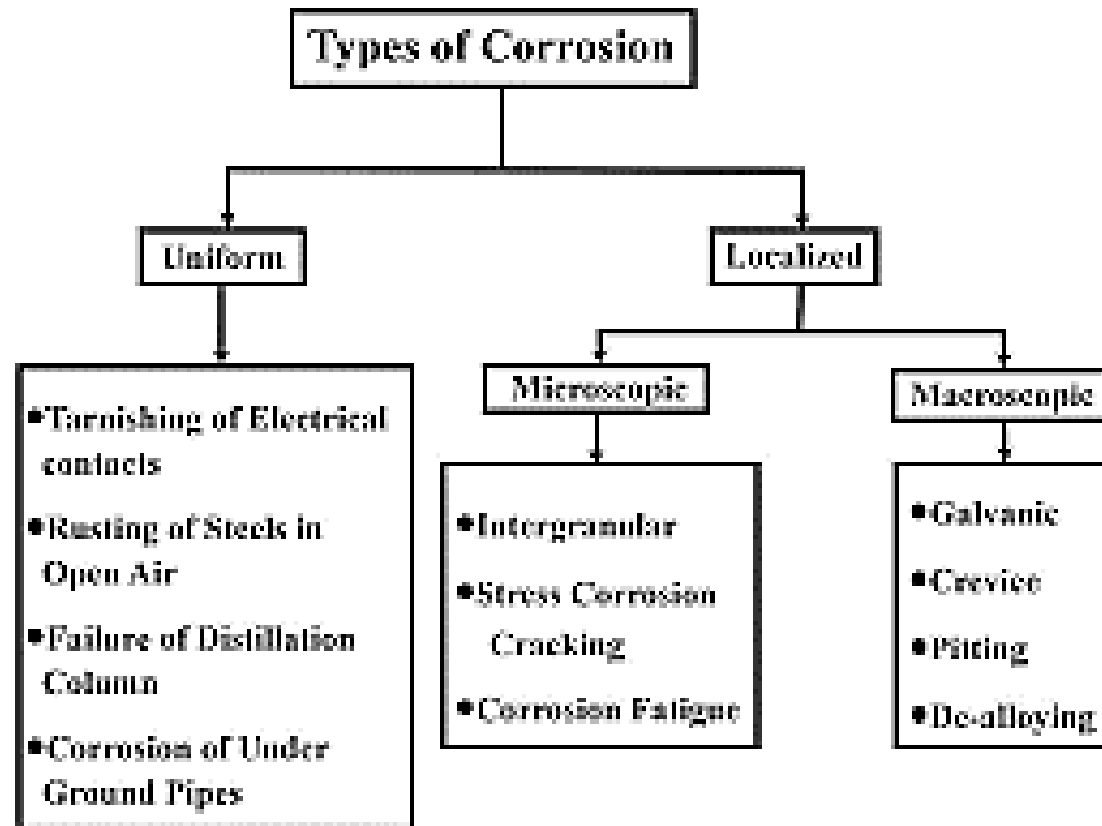 Types of Corrosion
Uniform
Localized
•Tarnishing of Electrical
contacts
•Rusting of Steels in
Open Air
•Failure of Distillation
Column
•Corrosion of Under
Ground Pipes
Microscopic
Macroscopic
•Intergranular
•Stress Corrosion
Cracking
•Corrosion Fatigue
•Galvanic
•Crevice
•Pitting
•De-alloying